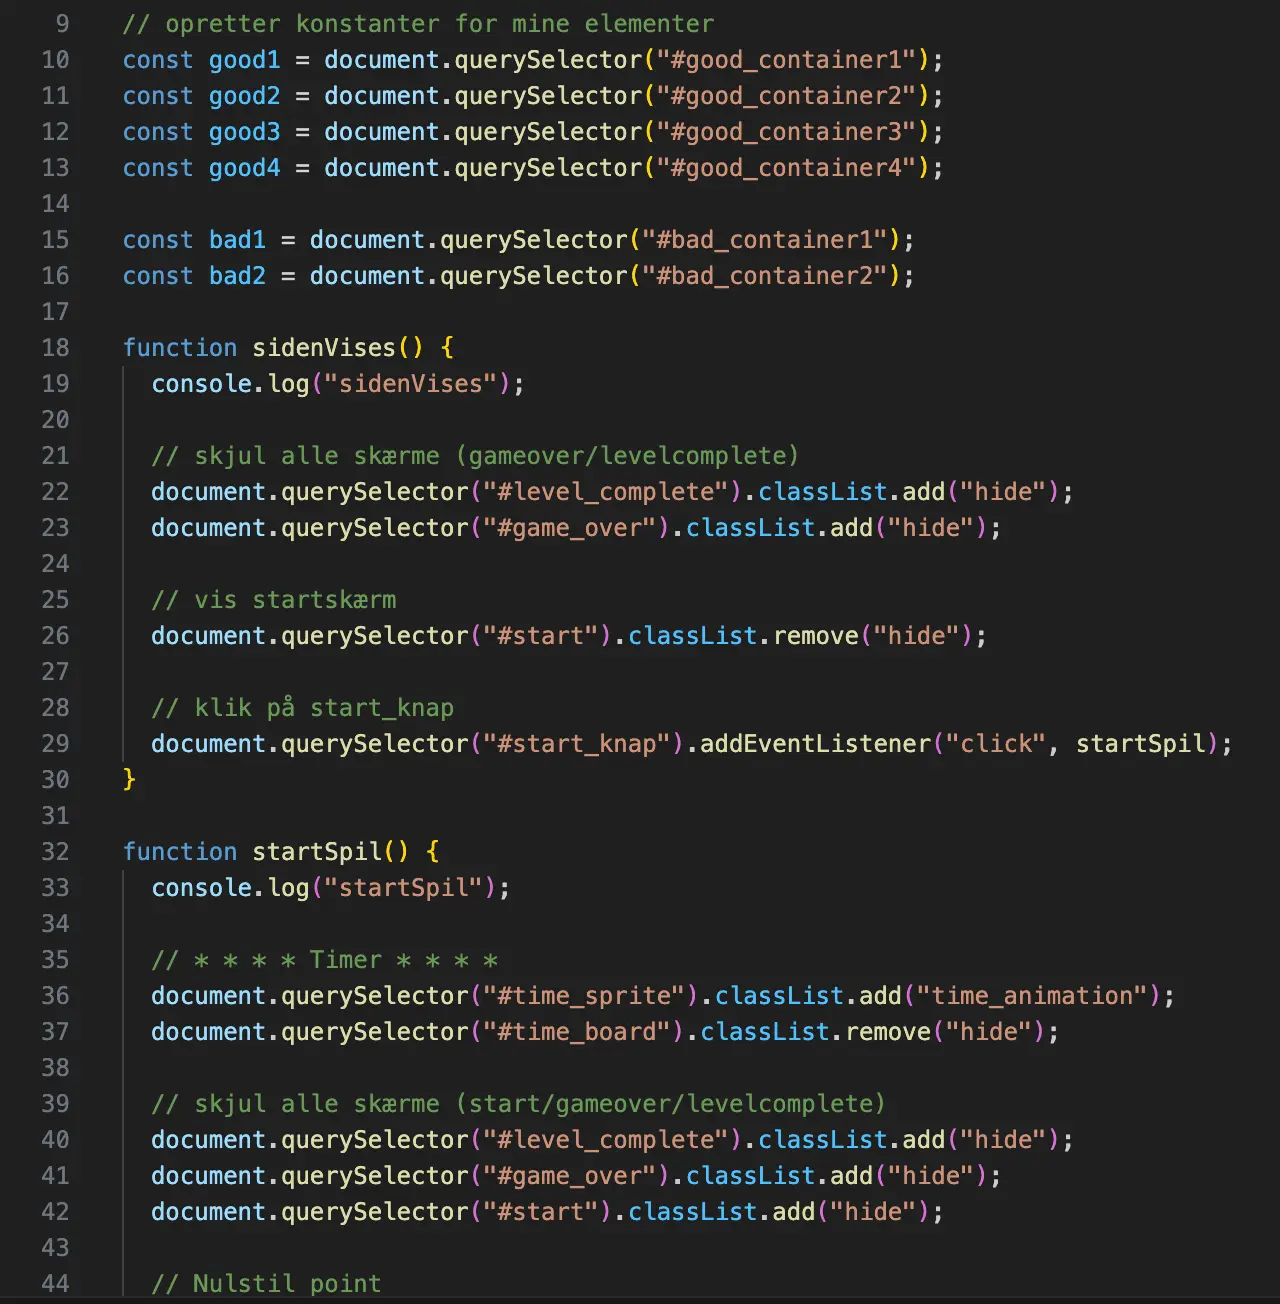 9 // opretter konstanter for mine elementer
10 const good1 = document.querySelector("#good_container1");
11 const good2 = document.querySelector("#good_container2");
12 const good3 = document.querySelector("#good_container3");
13 const good4 = document.querySelector("#good_container4");
14
15 const bad1 = document.querySelector("#bad_container1");
16 const bad2 = document.querySelector("#bad_container2");
17
18 function sidenVises() {
19   console.log("sidenVises");
20
21   // skjul alle skærme (gameover/levelcomplete)
22   document.querySelector("#level_complete").classList.add("hide");
23   document.querySelector("#game_over").classList.add("hide");
24
25   // vis startskærm
26   document.querySelector("#start").classList.remove("hide");
27
28   // klik på start_knap
29   document.querySelector("#start_knap").addEventListener("click", startSpil);
30 }
31
32 function startSpil() {
33   console.log("startSpil");
34
35   // * * * * Timer * * * *
36   document.querySelector("#time_sprite").classList.add("time_animation");
37   document.querySelector("#time_board").classList.remove("hide");
38
39   // skjul alle skærme (start/gameover/levelcomplete)
40   document.querySelector("#level_complete").classList.add("hide");
41   document.querySelector("#game_over").classList.add("hide");
42   document.querySelector("#start").classList.add("hide");
43
44   // Nulstil point